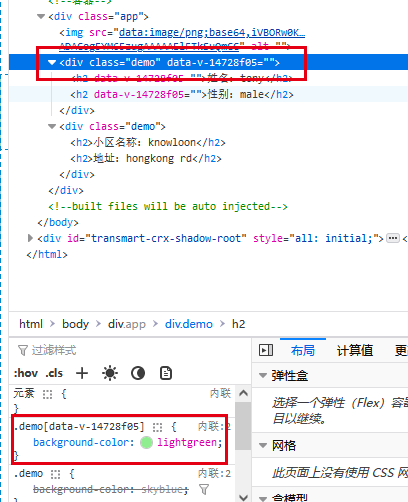 <!--容器-->
<div class="app">
<img src="data:image/png;base64,iVBORw0K…
alt="">
<div class="demo" data-v-14728f05="">
<h2 data-v-14728f05="">姓名: tony</h2>
<h2 data-v-14728f05="">性别: male</h2>
</div>
<div class="demo">
<h2>小区名称: knowloon</h2>
<h2>地址: hongkong rd</h2>
</div>
</div>
<!--built files will be auto injected-->
</body>
<div id="transmart-crx-shadow-root" style="all: initial;"> … </
</html>
html > body > div.app > div.demo > h2
过滤样式
:hov .cls +
布局 计算值 更
元素 { 内联
}
.demo[data-v-14728f05] { 内联:2
background-color: lightgreen;
}
.demo { 内联:2
background-color: skyblue;
弹性盒
选择一个弹性 (Flex) 容
目以继续。
网格
此页面上没有使用 CSS 网
盒模型